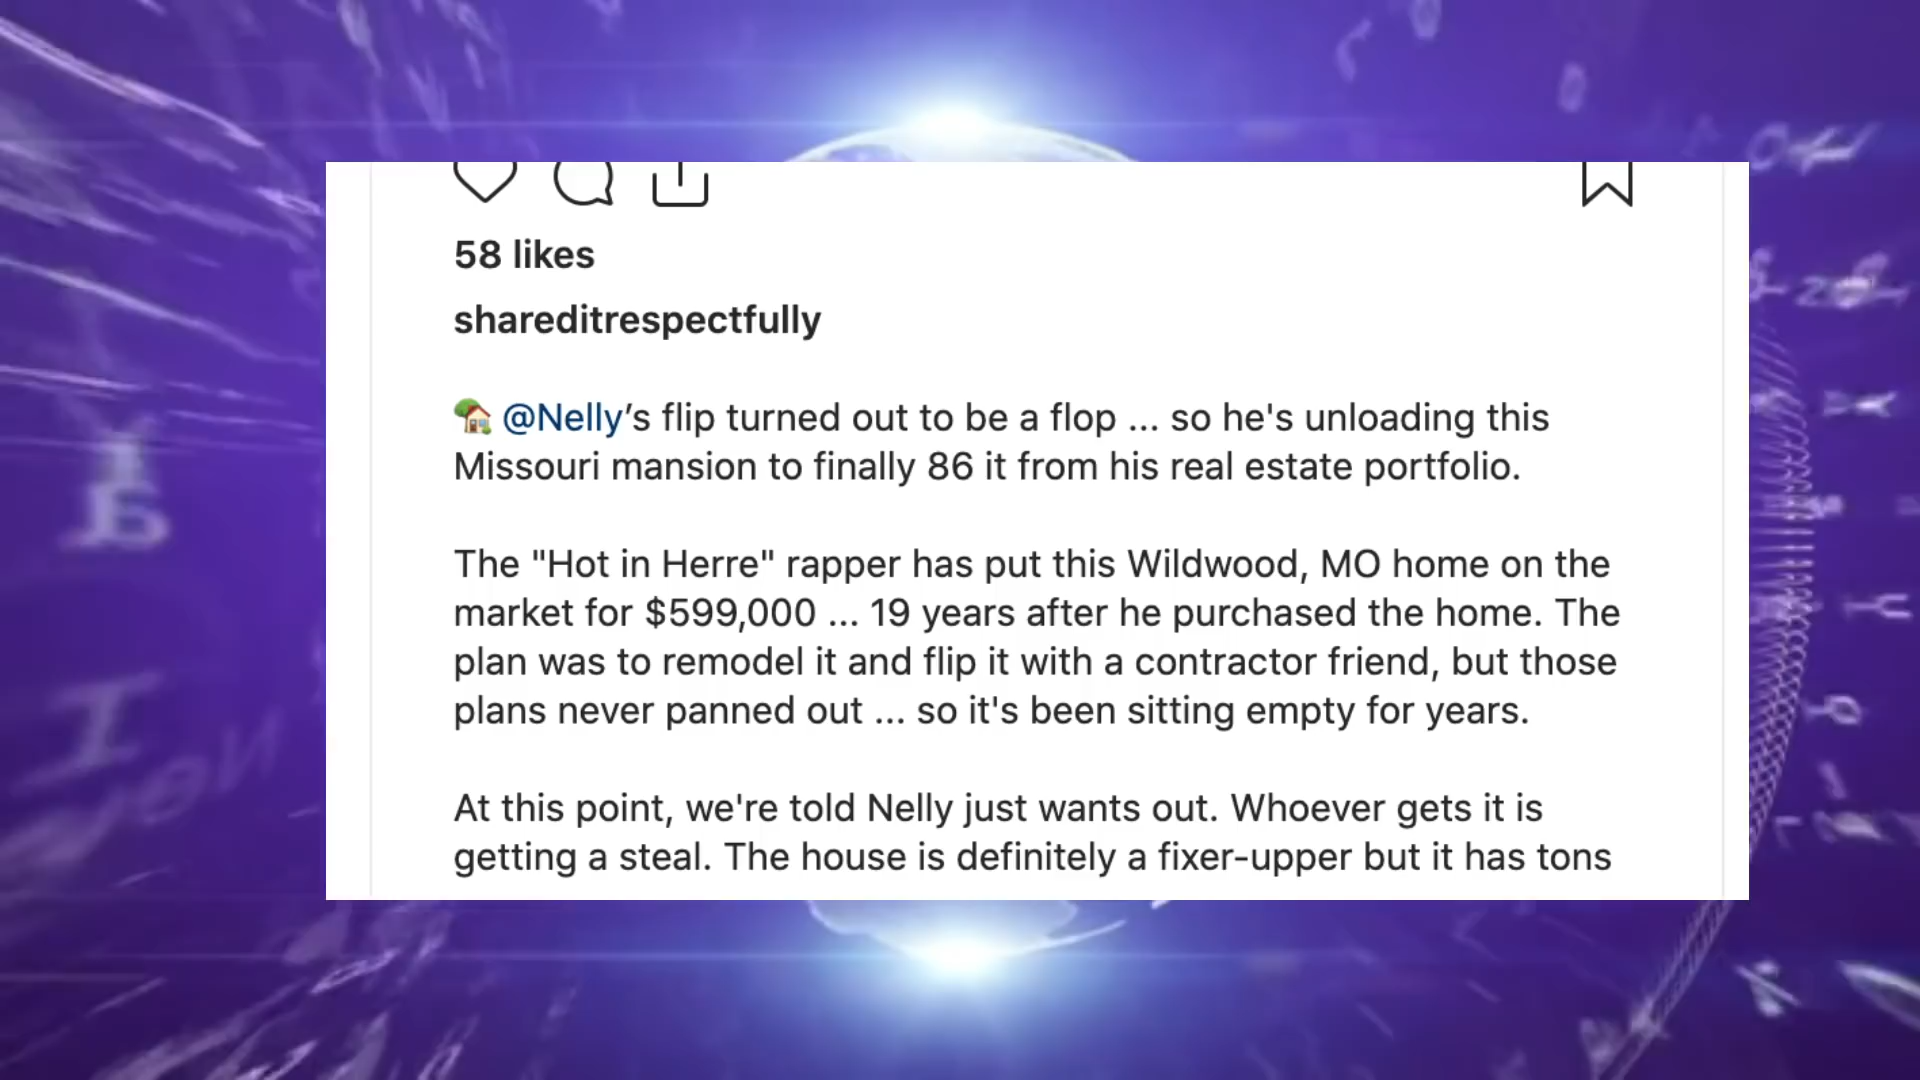 58 likes
shareditrespectfully
🏡 @Nelly’s flip turned out to be a flop ... so he's unloading this
Missouri mansion to finally 86 it from his real estate portfolio.
The "Hot in Herre" rapper has put this Wildwood, MO home on the
market for $599,000 ... 19 years after he purchased the home. The
plan was to remodel it and flip it with a contractor friend, but those
plans never panned out ... so it's been sitting empty for years.
At this point, we're told Nelly just wants out. Whoever gets it is
getting a steal. The house is definitely a fixer-upper but it has tons